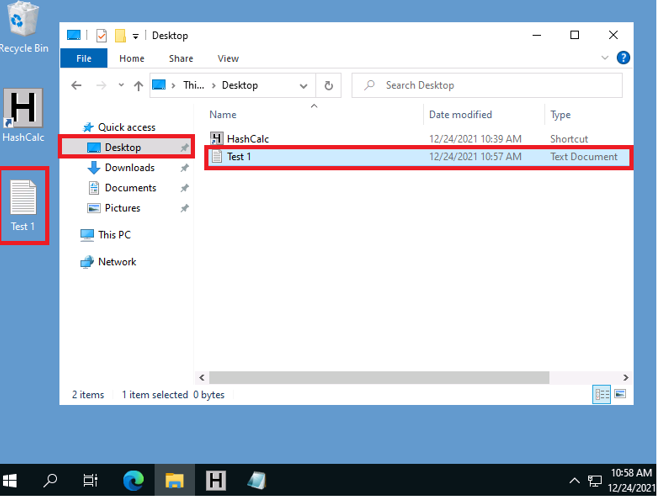 Recycle Bin
HashCalc
Test 1
Desktop
File Home Share View
Thi... Desktop Search Desktop
Name Date modified Type
Quick access
Desktop
Downloads
Documents
Pictures
This PC
Network
HashCalc 12/24/2021 10:39 AM Shortcut
Test 1 12/24/2021 10:57 AM Text Document
2 items 1 item selected 0 bytes
10:58 AM
12/24/2021